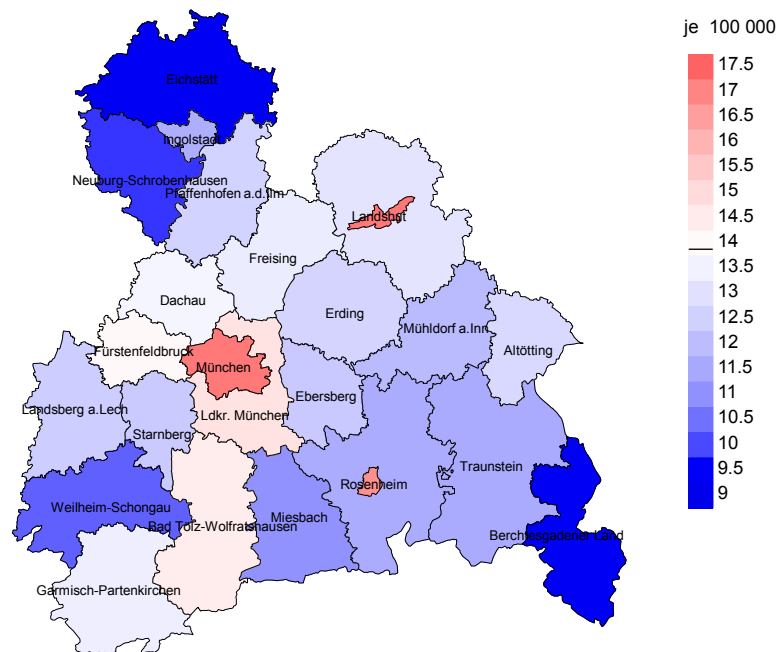 je 100 000
17.5
17
16.5
16
15.5
15
14.5
14
13.5
13
12.5
12
11.5
11
10.5
10
9.5
9
Eichstätt
Ingolstadt
Neuburg-Schrobenhausen
Pfaffenhofen a.d.Ilm
Landshut
Freising
Dachau
Erding
Mühldorf a.Inn
Altötting
Fürstenfeldbruck
München
Ebersberg
Landsberg a.Lech
Ldkr. München
Starnberg
Traunstein
Rosenheim
Weilheim-Schongau
Miesbach
Bad Tölz-Wolfratshausen
Berchtesgadener Land
Garmisch-Partenkirchen